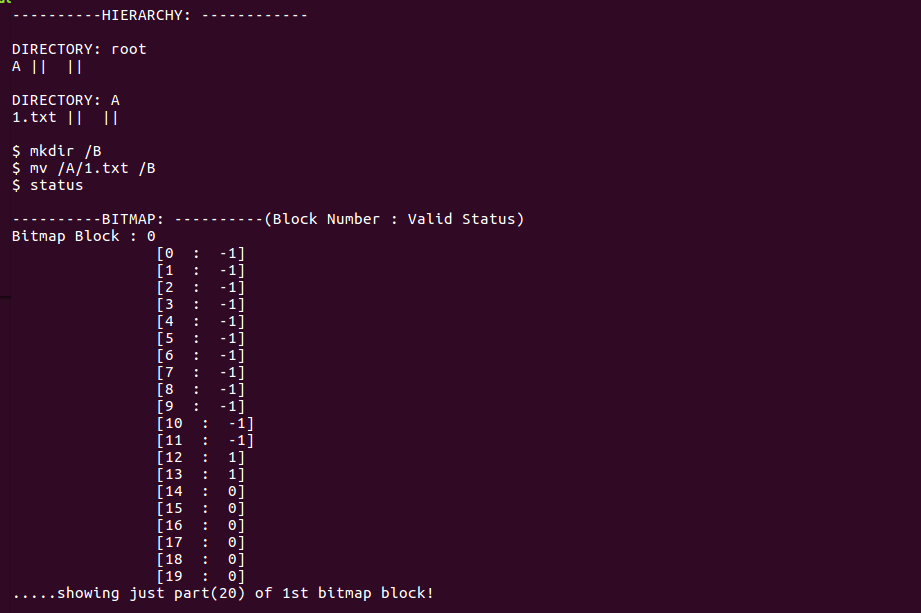 ----------HIERARCHY: ------------
DIRECTORY: root
A ||  ||
DIRECTORY: A
1.txt ||  ||
$ mkdir /B
$ mv /A/1.txt /B
$ status
----------BITMAP: ----------(Block Number : Valid Status)
Bitmap Block : 0
[0  :  -1]
[1  :  -1]
[2  :  -1]
[3  :  -1]
[4  :  -1]
[5  :  -1]
[6  :  -1]
[7  :  -1]
[8  :  -1]
[9  :  -1]
[10  :  -1]
[11  :  -1]
[12  :  1]
[13  :  1]
[14  :  0]
[15  :  0]
[16  :  0]
[17  :  0]
[18  :  0]
[19  :  0]
.....showing just part(20) of 1st bitmap block!